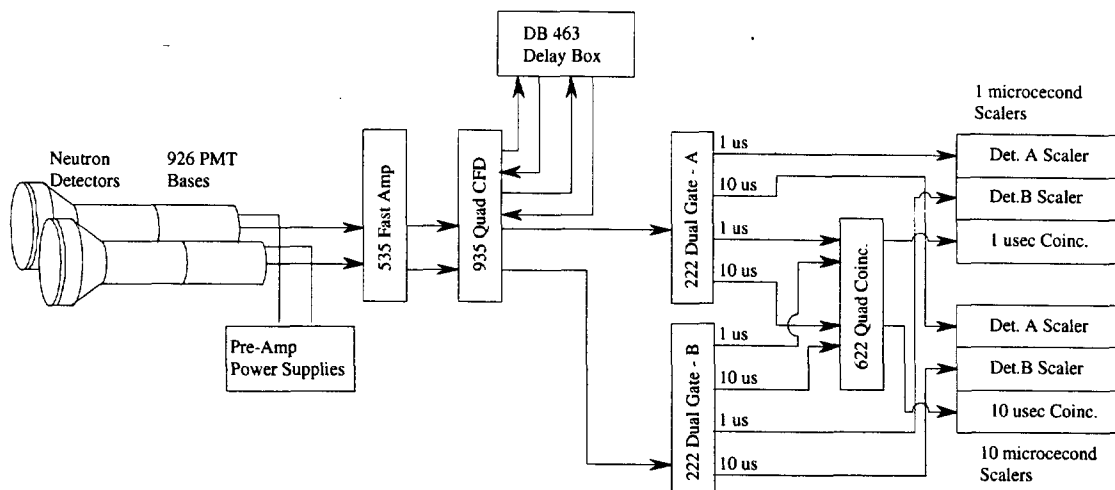 DB 463
Delay Box
1 microcecond
Scalers
Neutron
Detectors
926 PMT
Bases
535 Fast Amp
935 Quad CFD
222 Dual Gate - A
1 us
10 us
1 us
10 us
Det. A Scaler
Det.B Scaler
1 usec Coinc.
622 Quad Coinc.
Pre-Amp
Power Supplies
222 Dual Gate - B
1 us
10 us
1 us
10 us
Det. A Scaler
Det.B Scaler
10 usec Coinc.
10 microcecond
Scalers